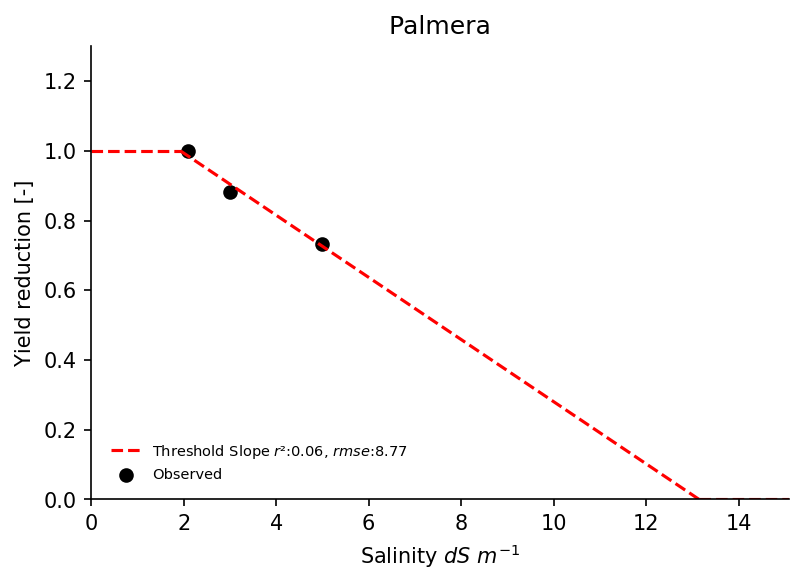 Palmera
Yield reduction [-]
1.2
1.0
0.8
0.6
0.4
0.2
0.0
Threshold Slope r²:0.06, rmse:8.77
Observed
0 2 4 6 8 10 12 14
Salinity dS m⁻¹